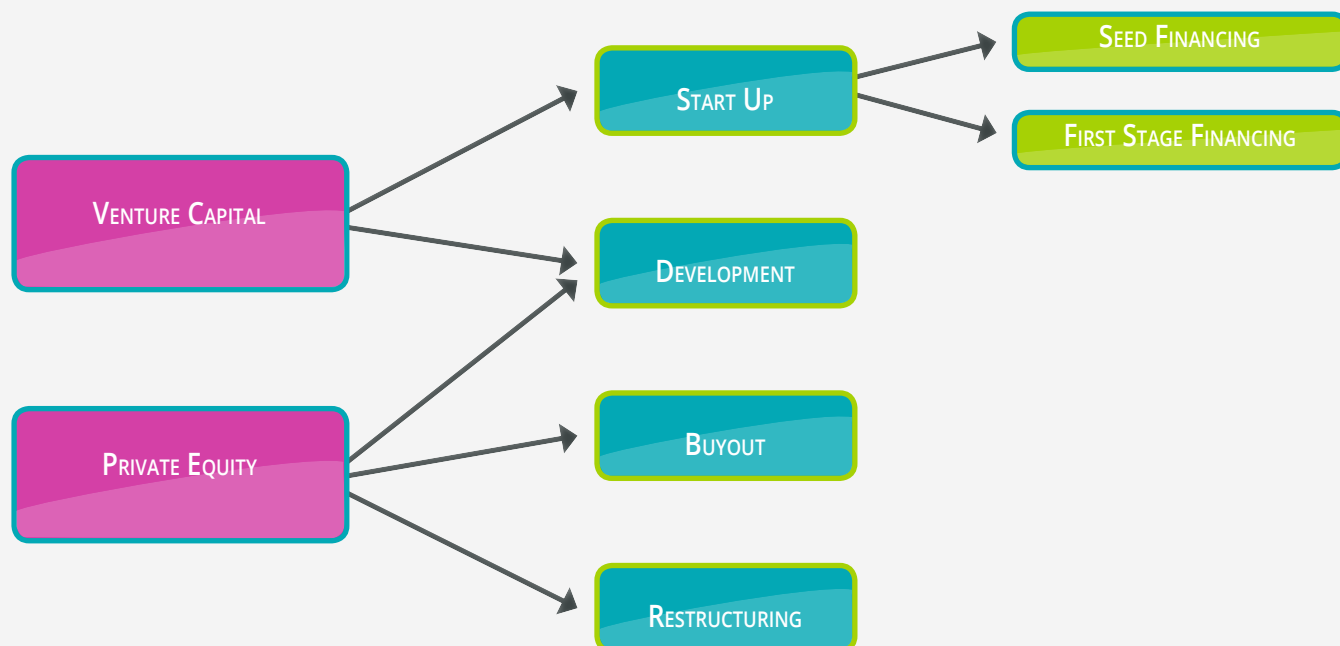 Seed Financing
Start Up
First Stage Financing
Venture Capital
Development
Buyout
Private Equity
Restructuring